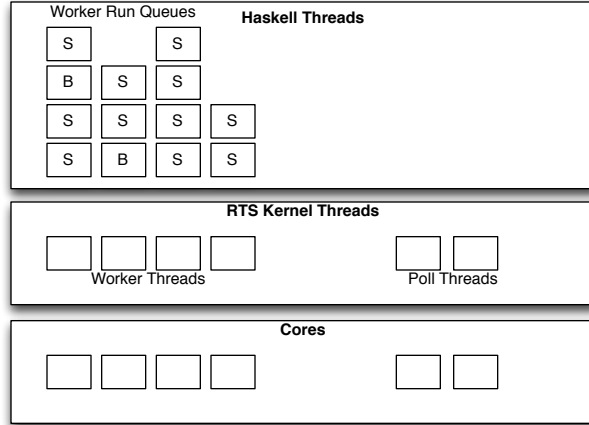 Worker Run Queues
Haskell Threads
S S
B S S
S S S S
S B S S
RTS Kernel Threads
Worker Threads Poll Threads
Cores